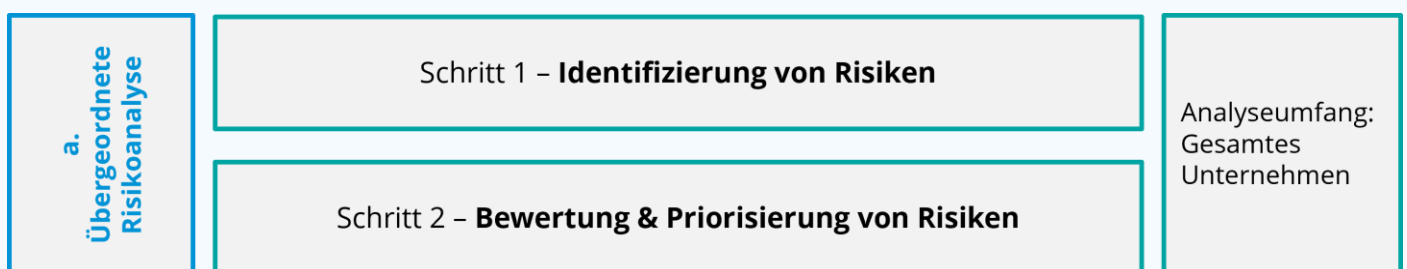 a.
Übergeordnete
Risikoanalyse
Schritt 1 – Identifizierung von Risiken
Schritt 2 – Bewertung & Priorisierung von Risiken
Analyseumfang:
Gesamtes
Unternehmen